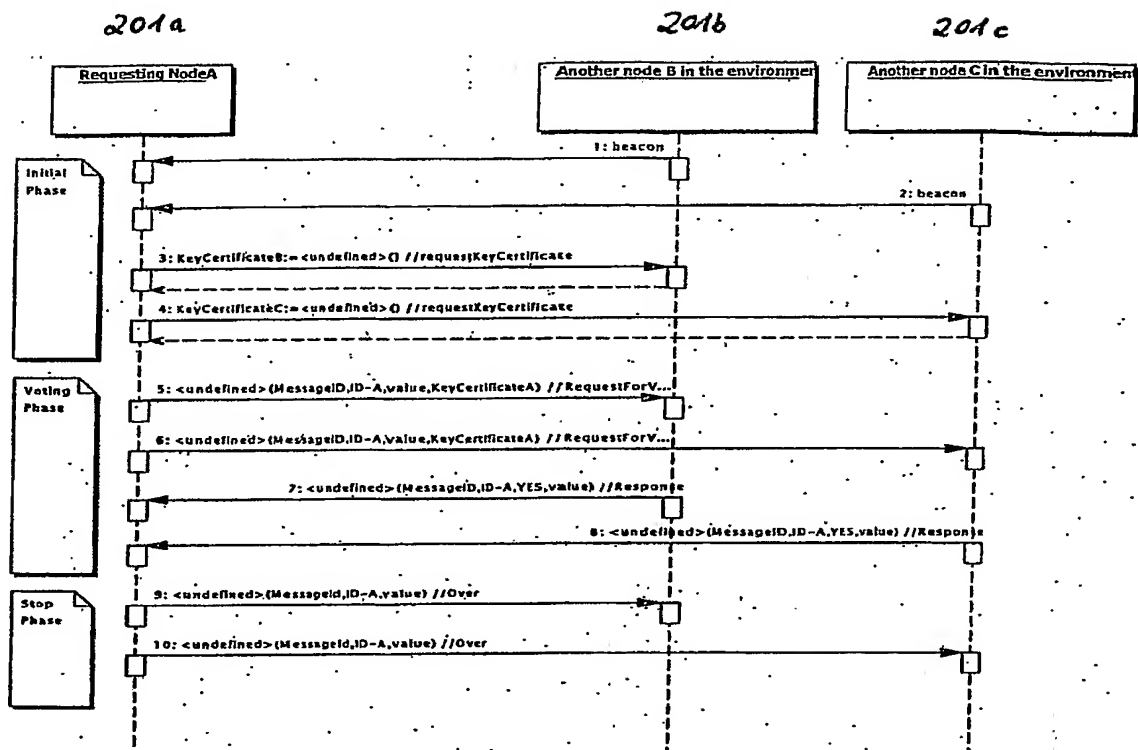 201a
201b
201c
Requesting NodeA
Another node B in the environmen
Another noda C in the environment
1: beacon
Initial
Phase
2: beacon
3: KeyCertificateB:=<undefined>() //requestKeyCertificate
4: KeyCertificateC:=<undefined>() //requestKeyCertificate
Voting
Phase
5: <undefined>(MessageID,ID-A,value,KeyCertificateA) //RequestForV...
6: <undefined>(MessageID,ID-A,value,KeyCertificateA) //RequestForV...
7: <undefined>(MessageID,ID-A,YES,value) //Response
8: <undefined>(MessageID,ID-A,YES,value) //Response
Stop
Phase
9: <undefined>(MessageId,ID-A,value) //Over
10: <undefined>(MessageId,ID-A,value) //Over